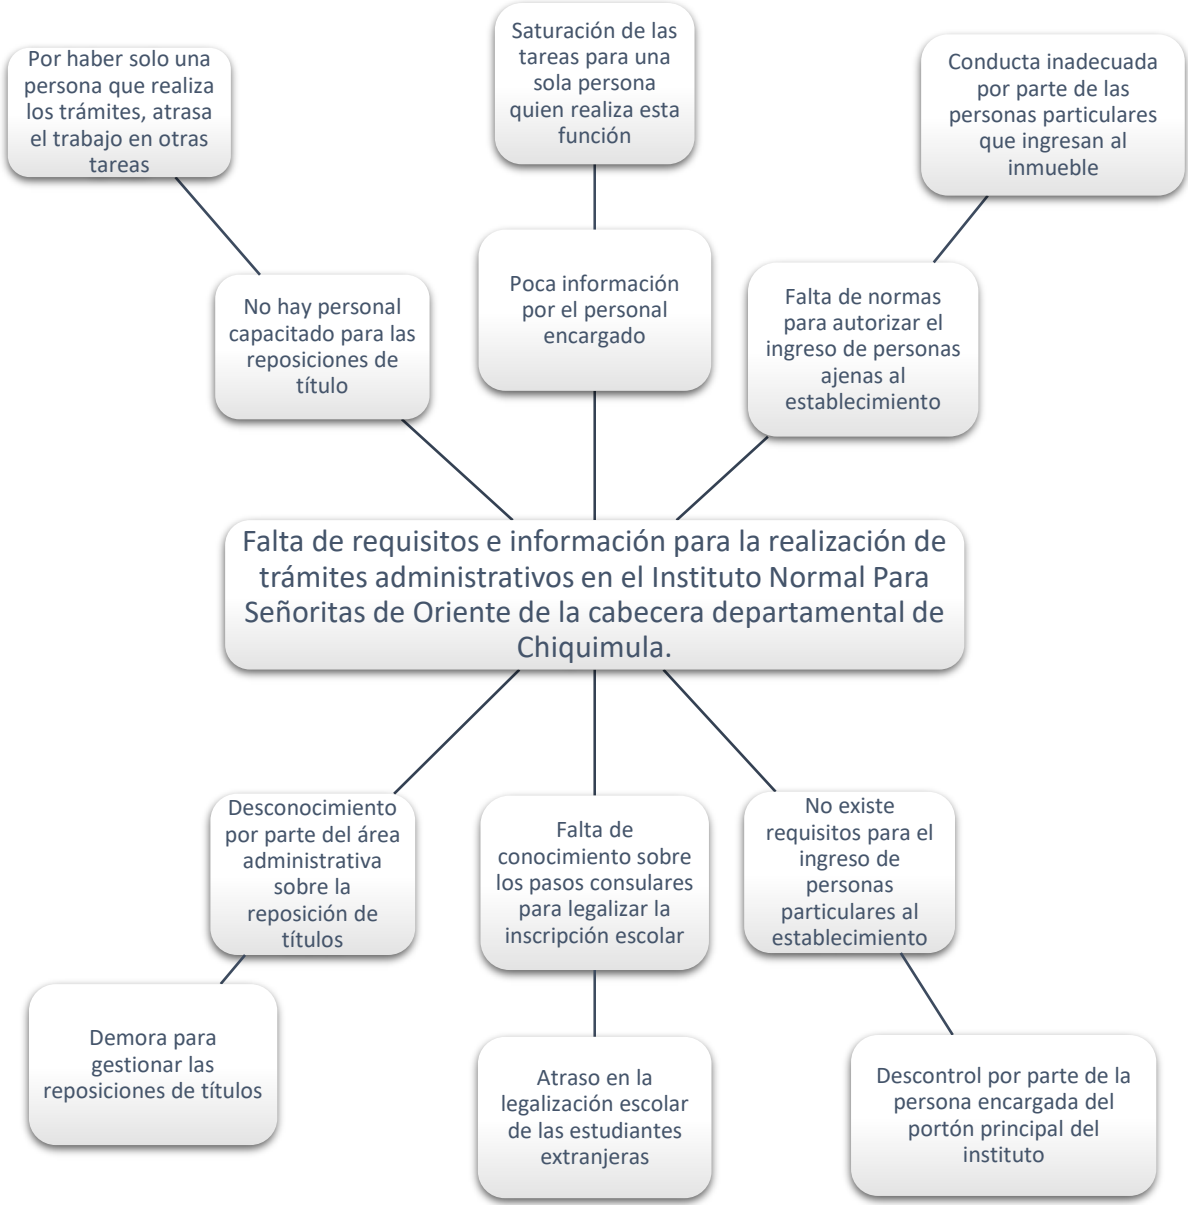 Saturación de las
tareas para una
sola persona
quien realiza esta
función
Por haber solo una
persona que realiza
los trámites, atrasa
el trabajo en otras
tareas
Conducta inadecuada
por parte de las
personas particulares
que ingresan al
inmueble
No hay personal
capacitado para las
reposiciones de
título
Poca información
por el personal
encargado
Falta de normas
para autorizar el
ingreso de personas
ajenas al
establecimiento
Falta de requisitos e información para la realización de
trámites administrativos en el Instituto Normal Para
Señoritas de Oriente de la cabecera departamental de
Chiquimula.
Desconocimiento
por parte del área
administrativa
sobre la
reposición de
títulos
Falta de
conocimiento sobre
los pasos consulares
para legalizar la
inscripción escolar
No existe
requisitos para el
ingreso de
personas
particulares al
establecimiento
Demora para
gestionar las
reposiciones de títulos
Atraso en la
legalización escolar
de las estudiantes
extranjeras
Descontrol por parte de la
persona encargada del
portón principal del
instituto